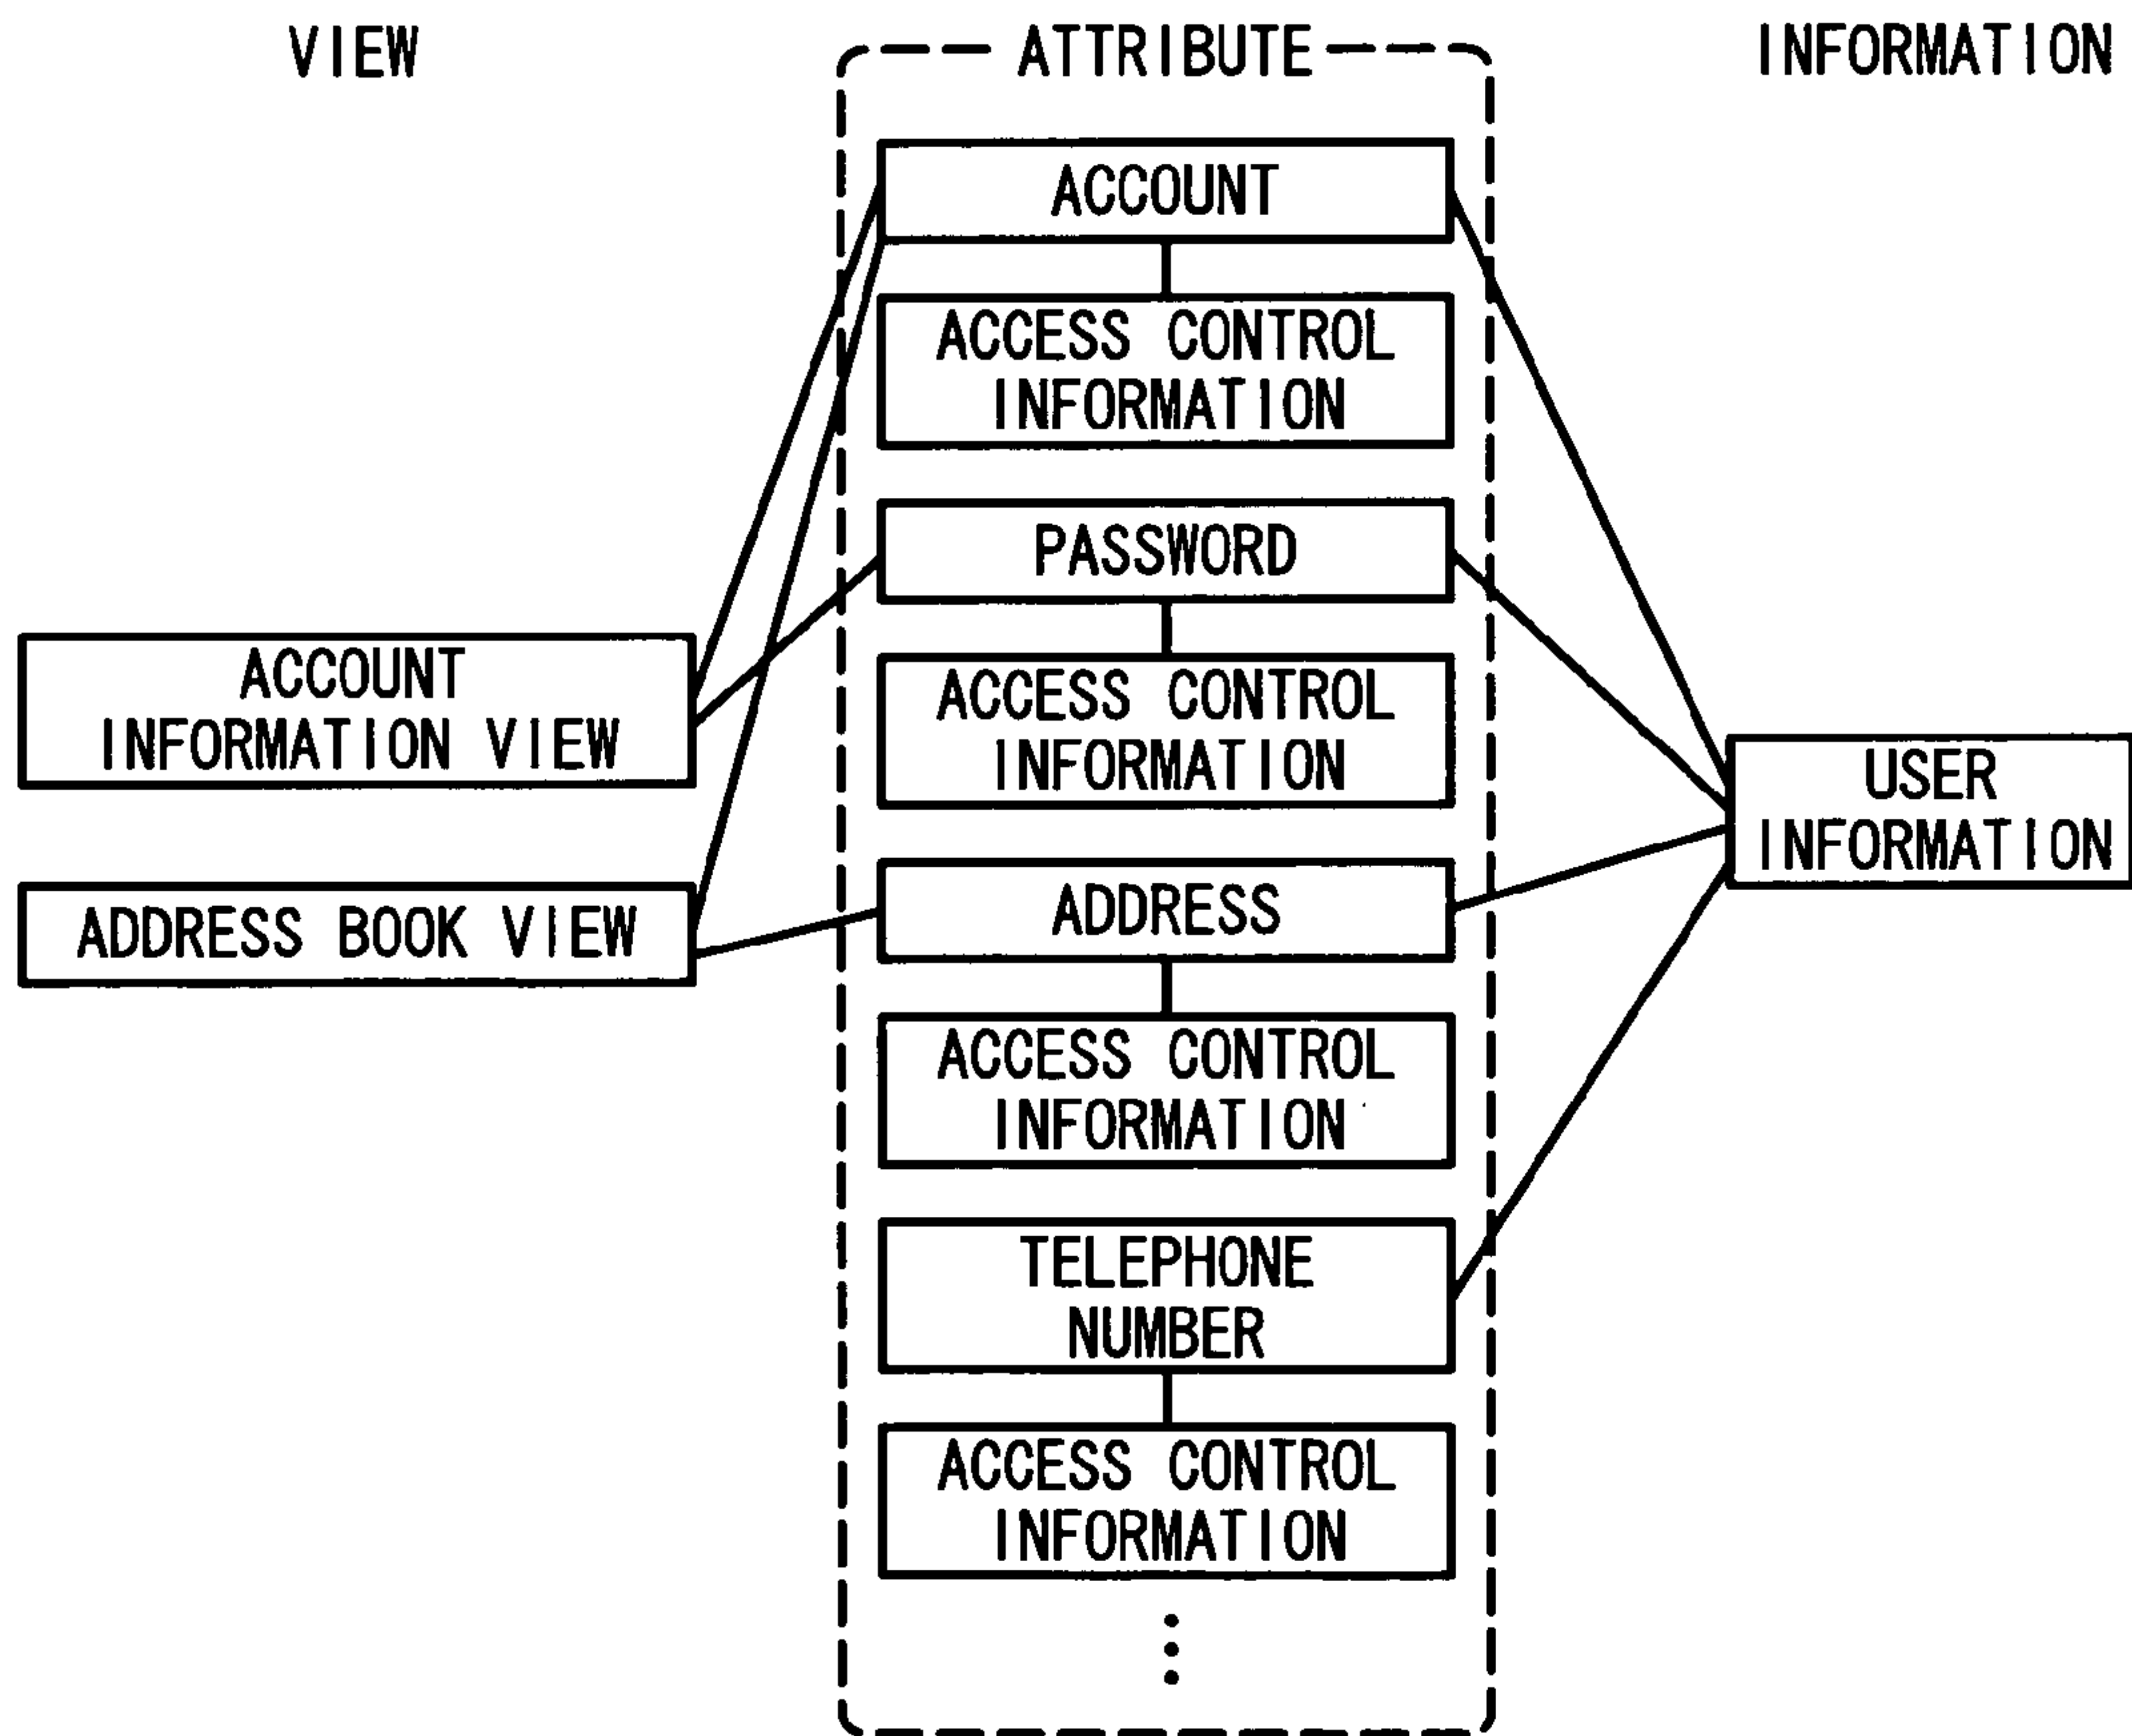 VIEW
ATTRIBUTE
INFORMATION
ACCOUNT
ACCESS CONTROL
INFORMATION
PASSWORD
ACCESS CONTROL
INFORMATION
ADDRESS
ACCESS CONTROL
INFORMATION
TELEPHONE
NUMBER
ACCESS CONTROL
INFORMATION
ACCOUNT
INFORMATION VIEW
ADDRESS BOOK VIEW
USER
INFORMATION